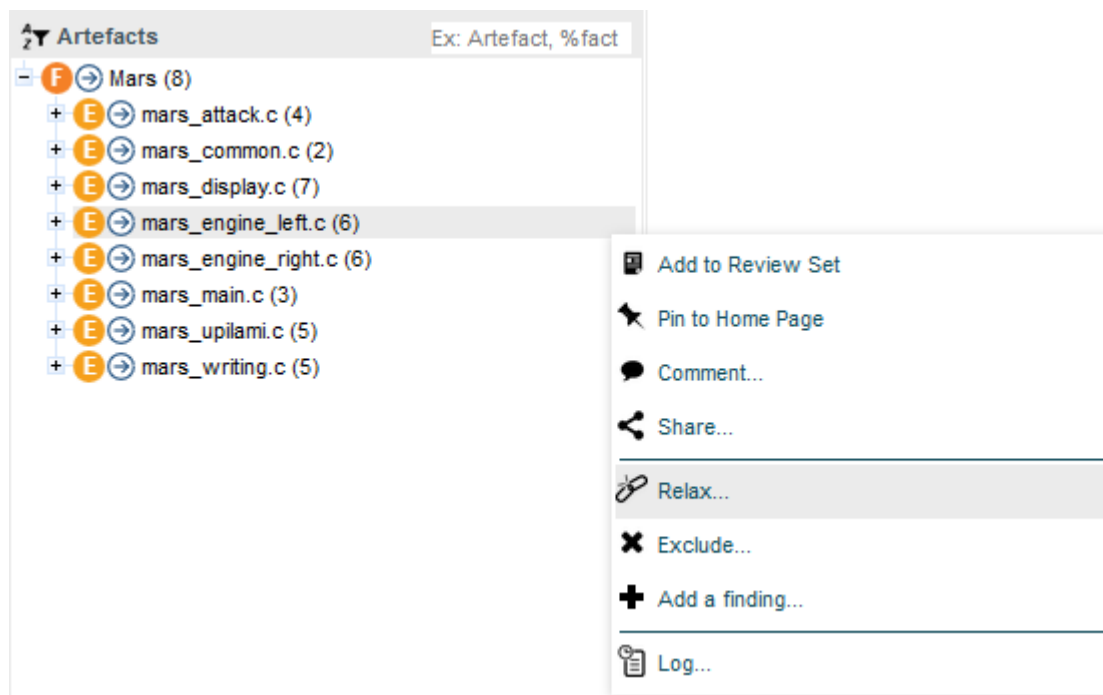 Artefacts
Ex: Artefact, %fact
F Mars (8)
E mars_attack.c (4)
E mars_common.c (2)
E mars_display.c (7)
E mars_engine_left.c (6)
E mars_engine_right.c (6)
E mars_main.c (3)
E mars_upilami.c (5)
E mars_writing.c (5)
Add to Review Set
Pin to Home Page
Comment...
Share...
Relax...
Exclude...
Add a finding...
Log...